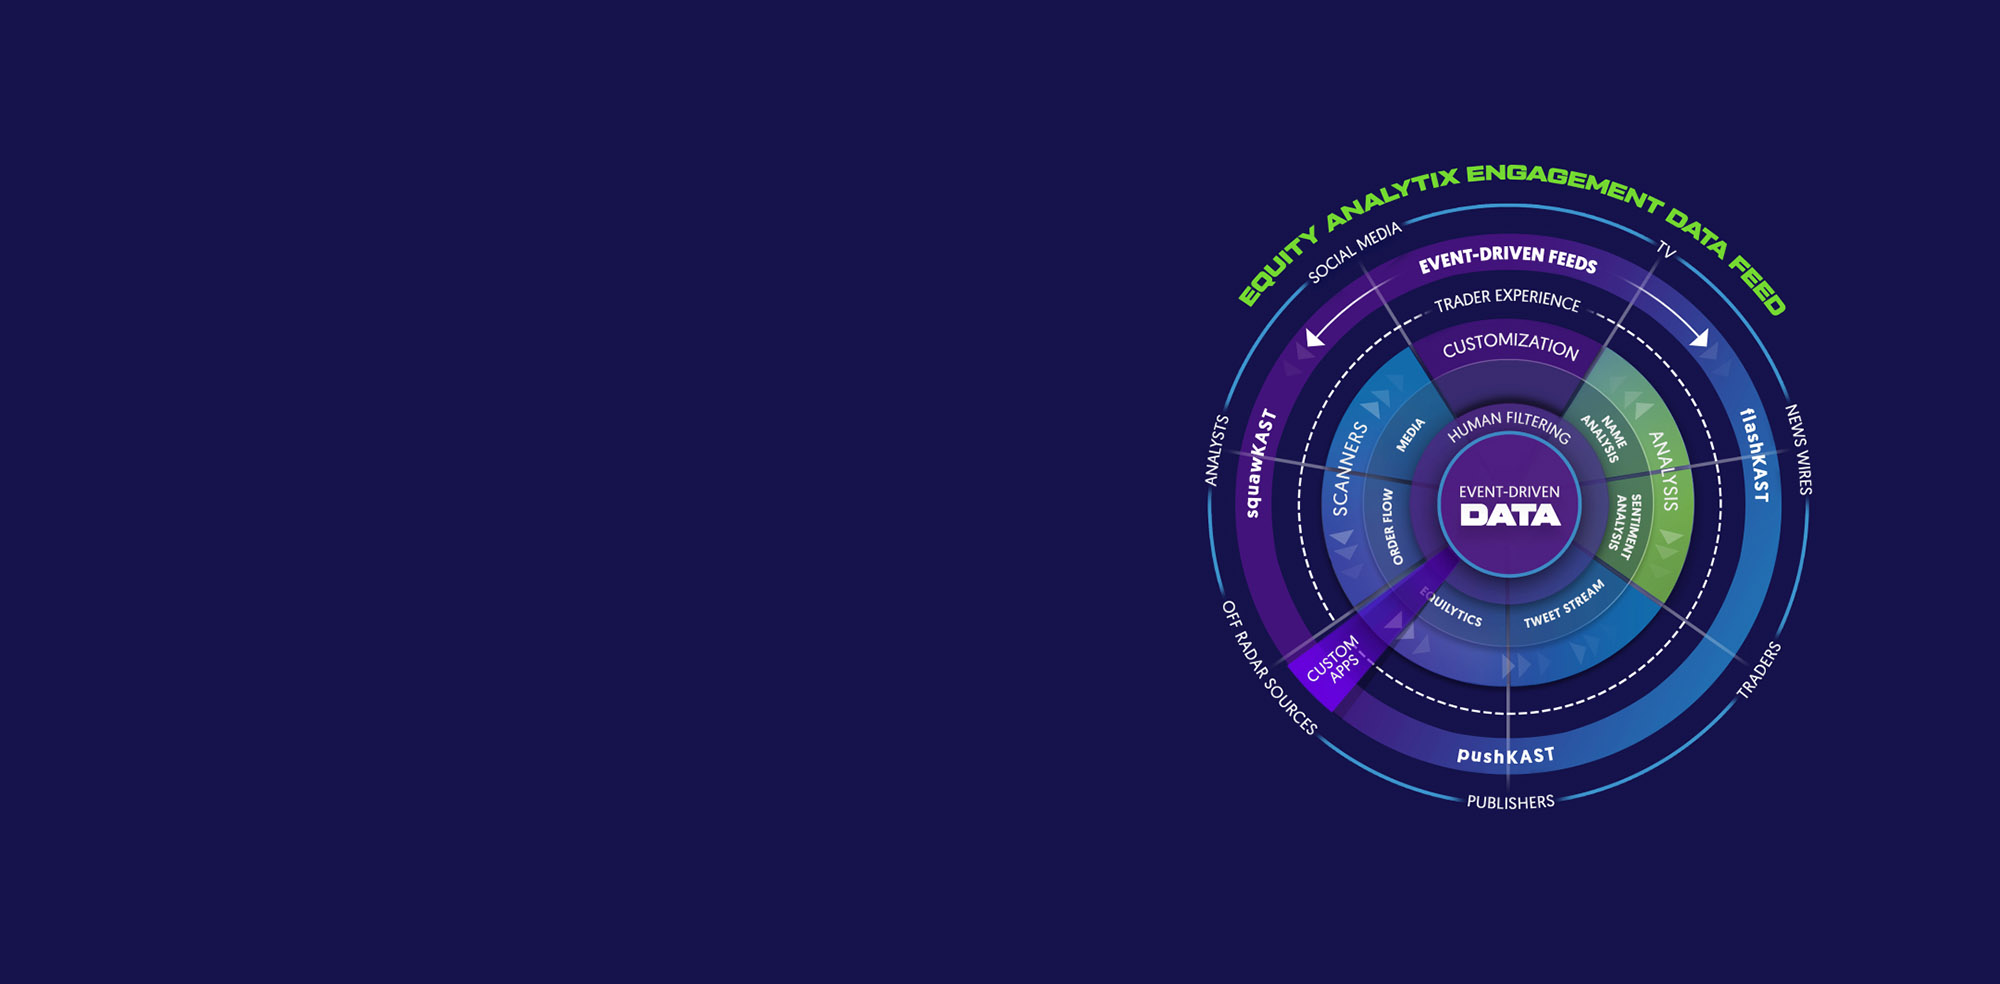 EQUITY ANALYTIX ENGAGEMENT DATA FEED
SOCIAL MEDIA
TV
NEWS WIRES
TRADERS
PUBLISHERS
OFF RADAR SOURCES
ANALYSTS
EVENT-DRIVEN FEEDS
flashKAST
pushKAST
squawKAST
TRADER EXPERIENCE
CUSTOMIZATION
ANALYSIS
NAME
ANALYSIS
SENTIMENT
ANALYSIS
TWEET STREAM
EQUILYTICS
CUSTOM
APPS
SCANNERS
ORDER FLOW
MEDIA
HUMAN FILTERING
EVENT-DRIVEN
DATA